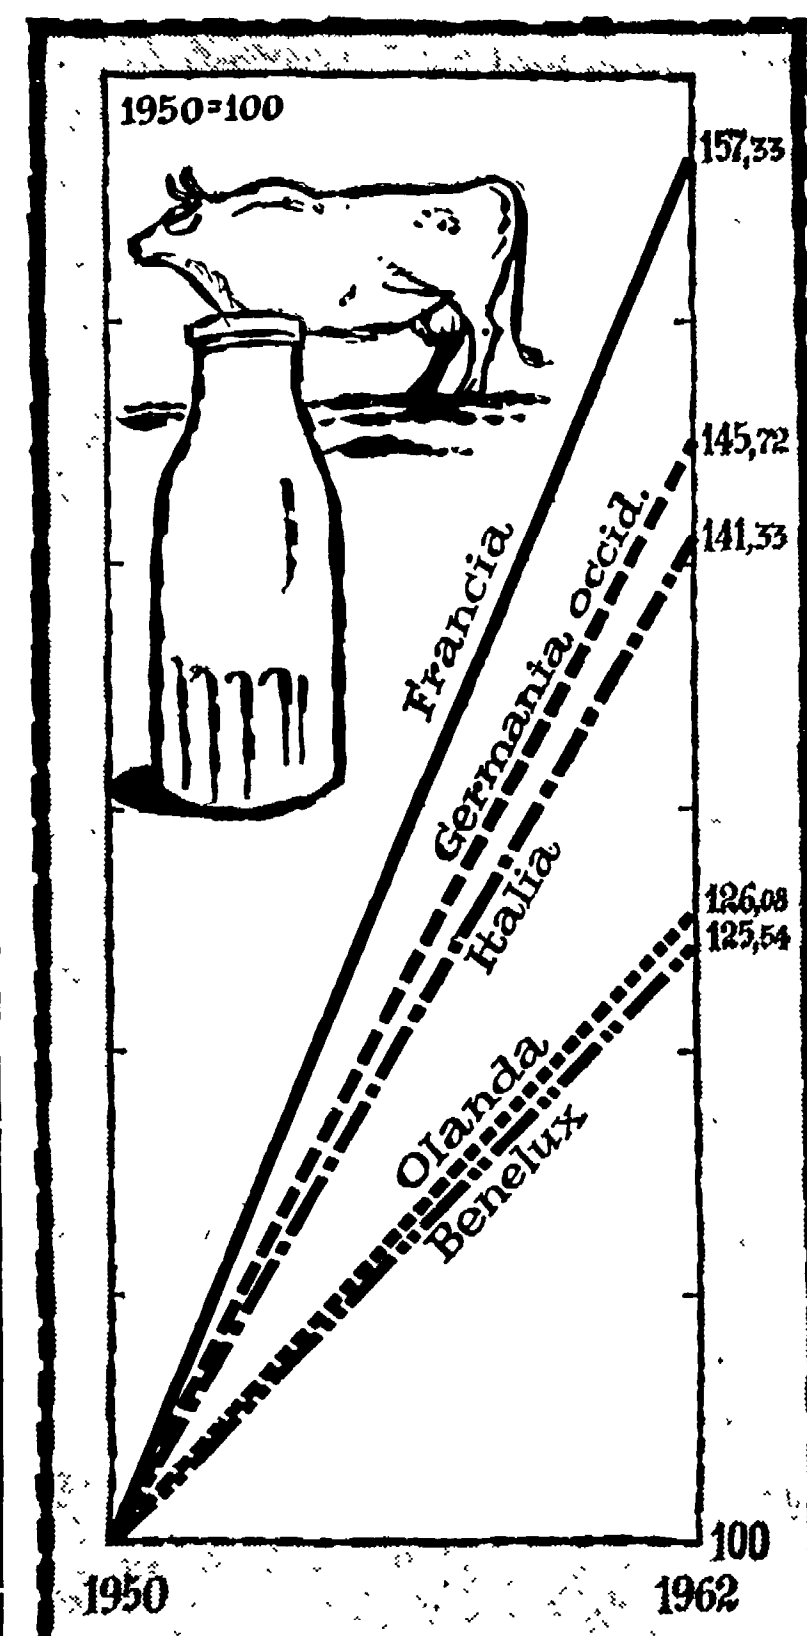 1950=100
157,33
145,72
141,33
Francia
Germania occid.
Italia
126,08
125,54
Olanda
Benelux
100
1950
1962